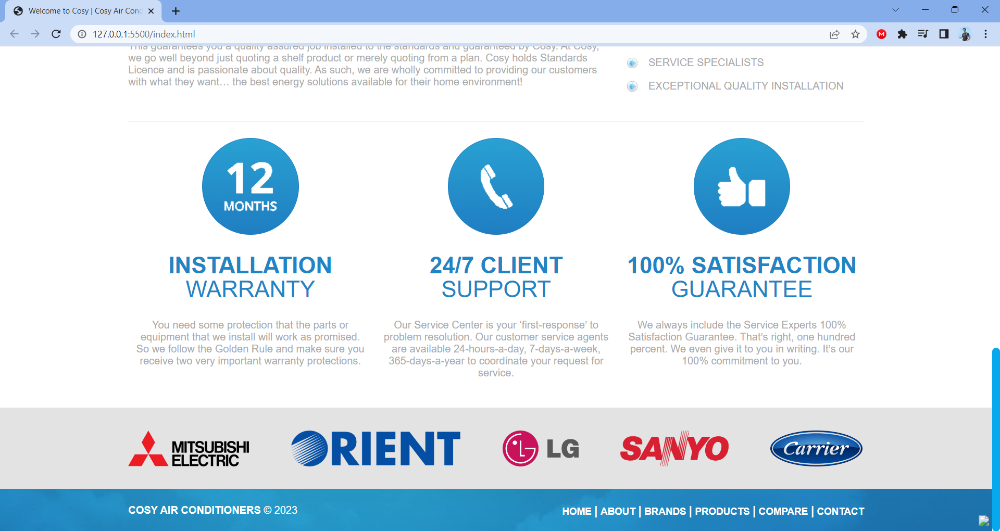 Welcome to Cosy | Cosy Air Cond
127.0.0.1:5500/index.html
This guarantees you a quality assured job installed to the standards and guaranteed by Cosy. At Cosy,
we go well beyond just quoting a shelf product or merely quoting from a plan. Cosy holds Standards
Licence and is passionate about quality. As such, we are wholly committed to providing our customers
with what they want… the best energy solutions available for their home environment!
SERVICE SPECIALISTS
EXCEPTIONAL QUALITY INSTALLATION
12
MONTHS
INSTALLATION
WARRANTY
You need some protection that the parts or
equipment that we install will work as promised.
So we follow the Golden Rule and make sure you
receive two very important warranty protections.
24/7 CLIENT
SUPPORT
Our Service Center is your ‘first-response’ to
problem resolution. Our customer service agents
are available 24-hours-a-day, 7-days-a-week,
365-days-a-year to coordinate your request for
service.
100% SATISFACTION
GUARANTEE
We always include the Service Experts 100%
Satisfaction Guarantee. That’s right, one hundred
percent. We even give it to you in writing. It’s our
100% commitment to you.
MITSUBISHI
ELECTRIC
ORIENT
LG
SANYO
Carrier
COSY AIR CONDITIONERS © 2023
HOME | ABOUT | BRANDS | PRODUCTS | COMPARE | CONTACT